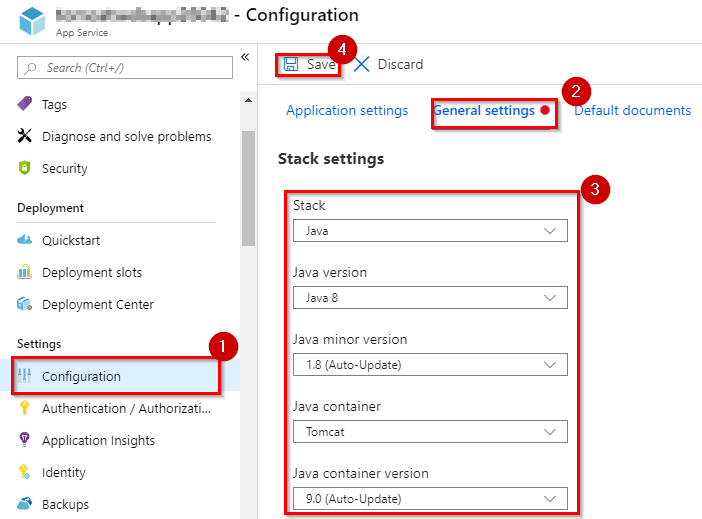 - Configuration
App Service
Search (Ctrl+/)
«
Tags
Diagnose and solve problems
Security
Deployment
Quickstart
Deployment slots
Deployment Center
Settings
1
Configuration
Authentication / Authorizati...
Application Insights
Identity
Backups
4
Save
Discard
2
Application settings
General settings
Default documents
Stack settings
3
Stack
Java
Java version
Java 8
Java minor version
1.8 (Auto-Update)
Java container
Tomcat
Java container version
9.0 (Auto-Update)